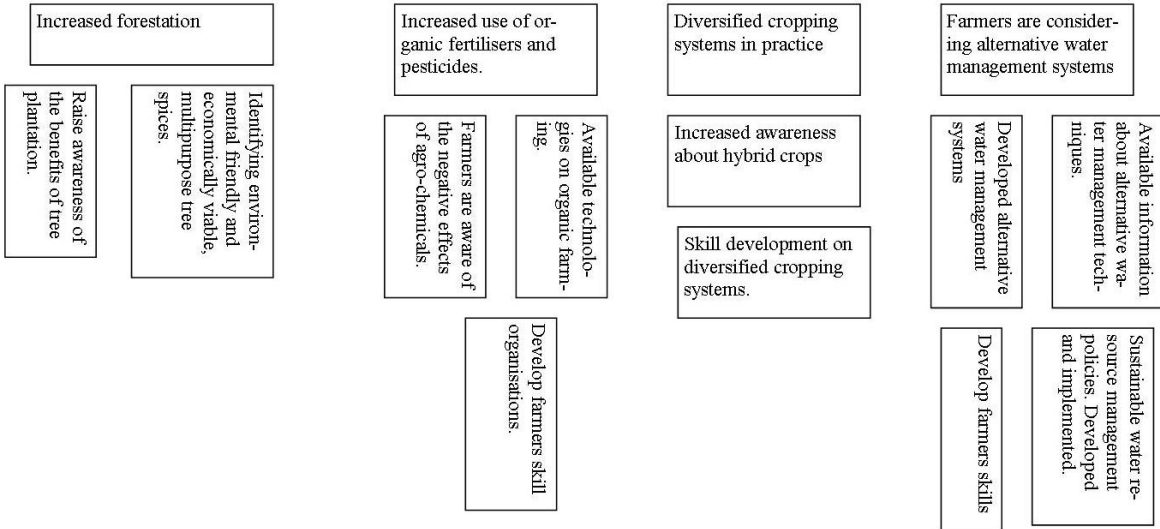 Increased forestation
Raise awareness of
the benefits of tree
plantation.
Identifying environ-
mental friendly and
economically viable,
multipurpose tree
spices.
Increased use of or-
ganic fertilisers and
pesticides.
Farmers are aware of
the negative effects
of agro-chemicals.
Available technolo-
gies on organic farm-
ing.
Develop farmers skill
organisations.
Diversified cropping
systems in practice
Increased awareness
about hybrid crops
Skill development on
diversified cropping
systems.
Farmers are consider-
ing alternative water
management systems
Developed alternative
water management
systems
Available information
about alternative wa-
ter management tech-
niques.
Develop farmers skills
Sustainable water re-
source management
policies. Developed
and implemented.